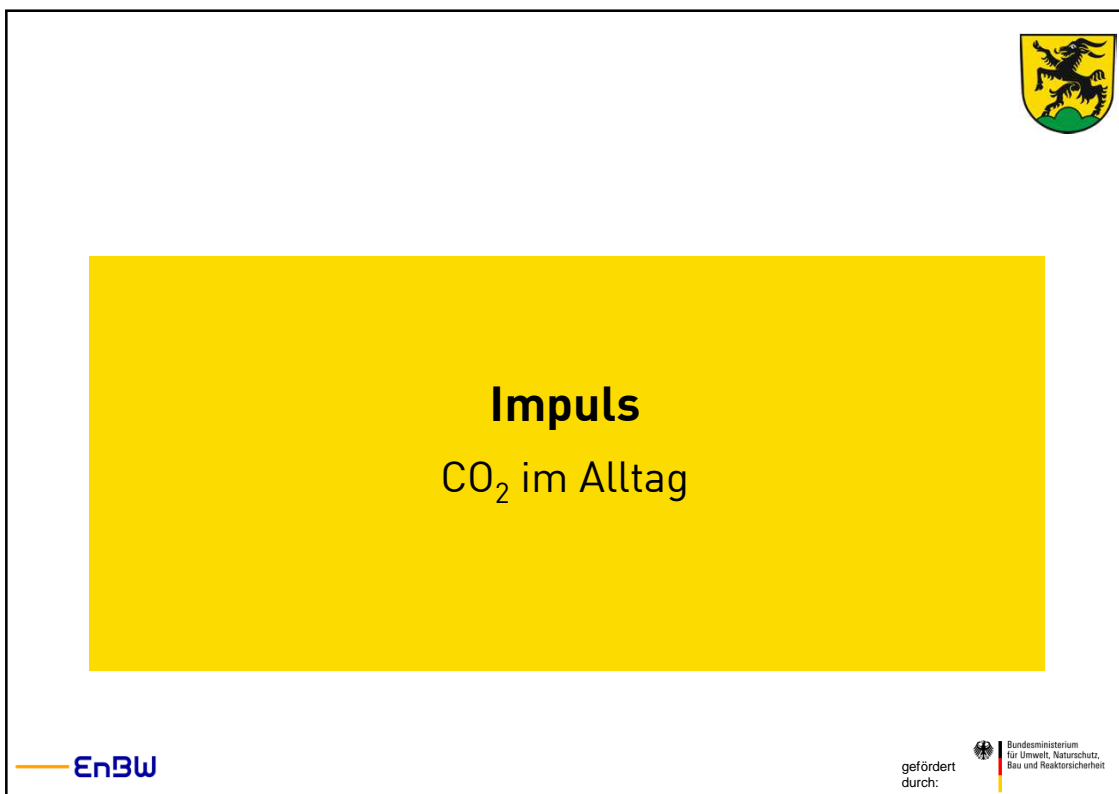 Impuls
CO₂ im Alltag
EnBW
gefördert
durch:
Bundesministerium
für Umwelt, Naturschutz,
Bau und Reaktorsicherheit